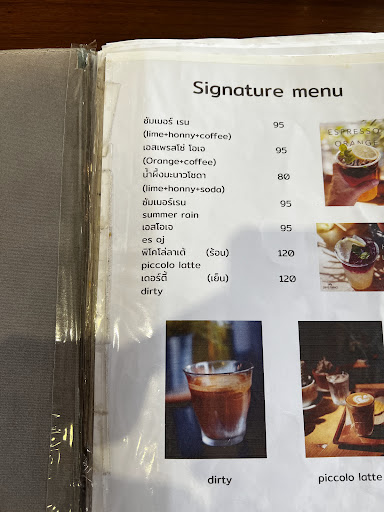 Signature menu
ซัมเบอร์ เรน 95
(lime+honny+coffee)
เอสเพรสโซ่ โอเจ 95
(Orange+coffee)
น้ำผึ้งมะนาวโซดา 80
(lime+honny+soda)
ซัมเบอร์เรน 95
summer rain
เอสโอเจ 95
es oj
พิโคโล่ลาเต้ (ร้อน) 120
piccolo latte
เดอร์ตี้ (เย็น) 120
dirty
ESPRESSO
ORANGE
dirty
piccolo latte